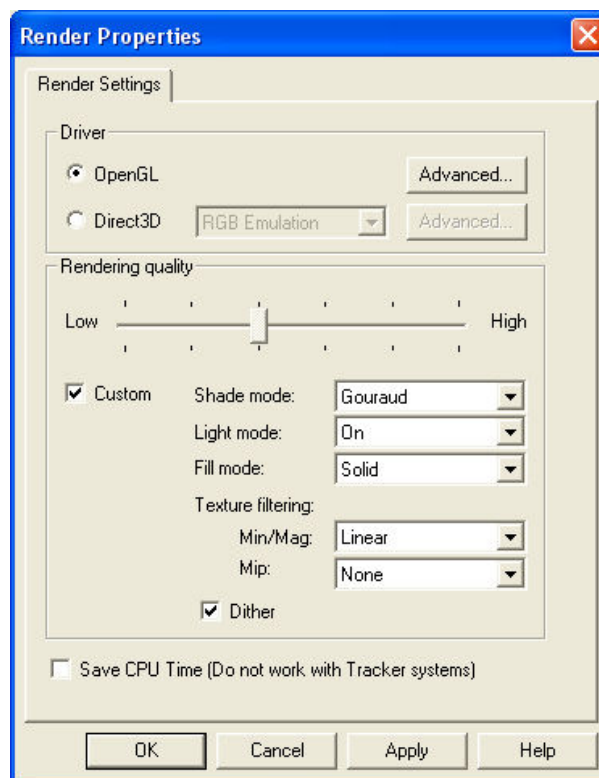 Render Properties
Render Settings
Driver
OpenGL Advanced...
Direct3D RGB Emulation Advanced...
Rendering quality
Low High
Custom Shade mode: Gouraud
Light mode: On
Fill mode: Solid
Texture filtering:
Min/Mag: Linear
Mip: None
Dither
Save CPU Time (Do not work with Tracker systems)
OK Cancel Apply Help